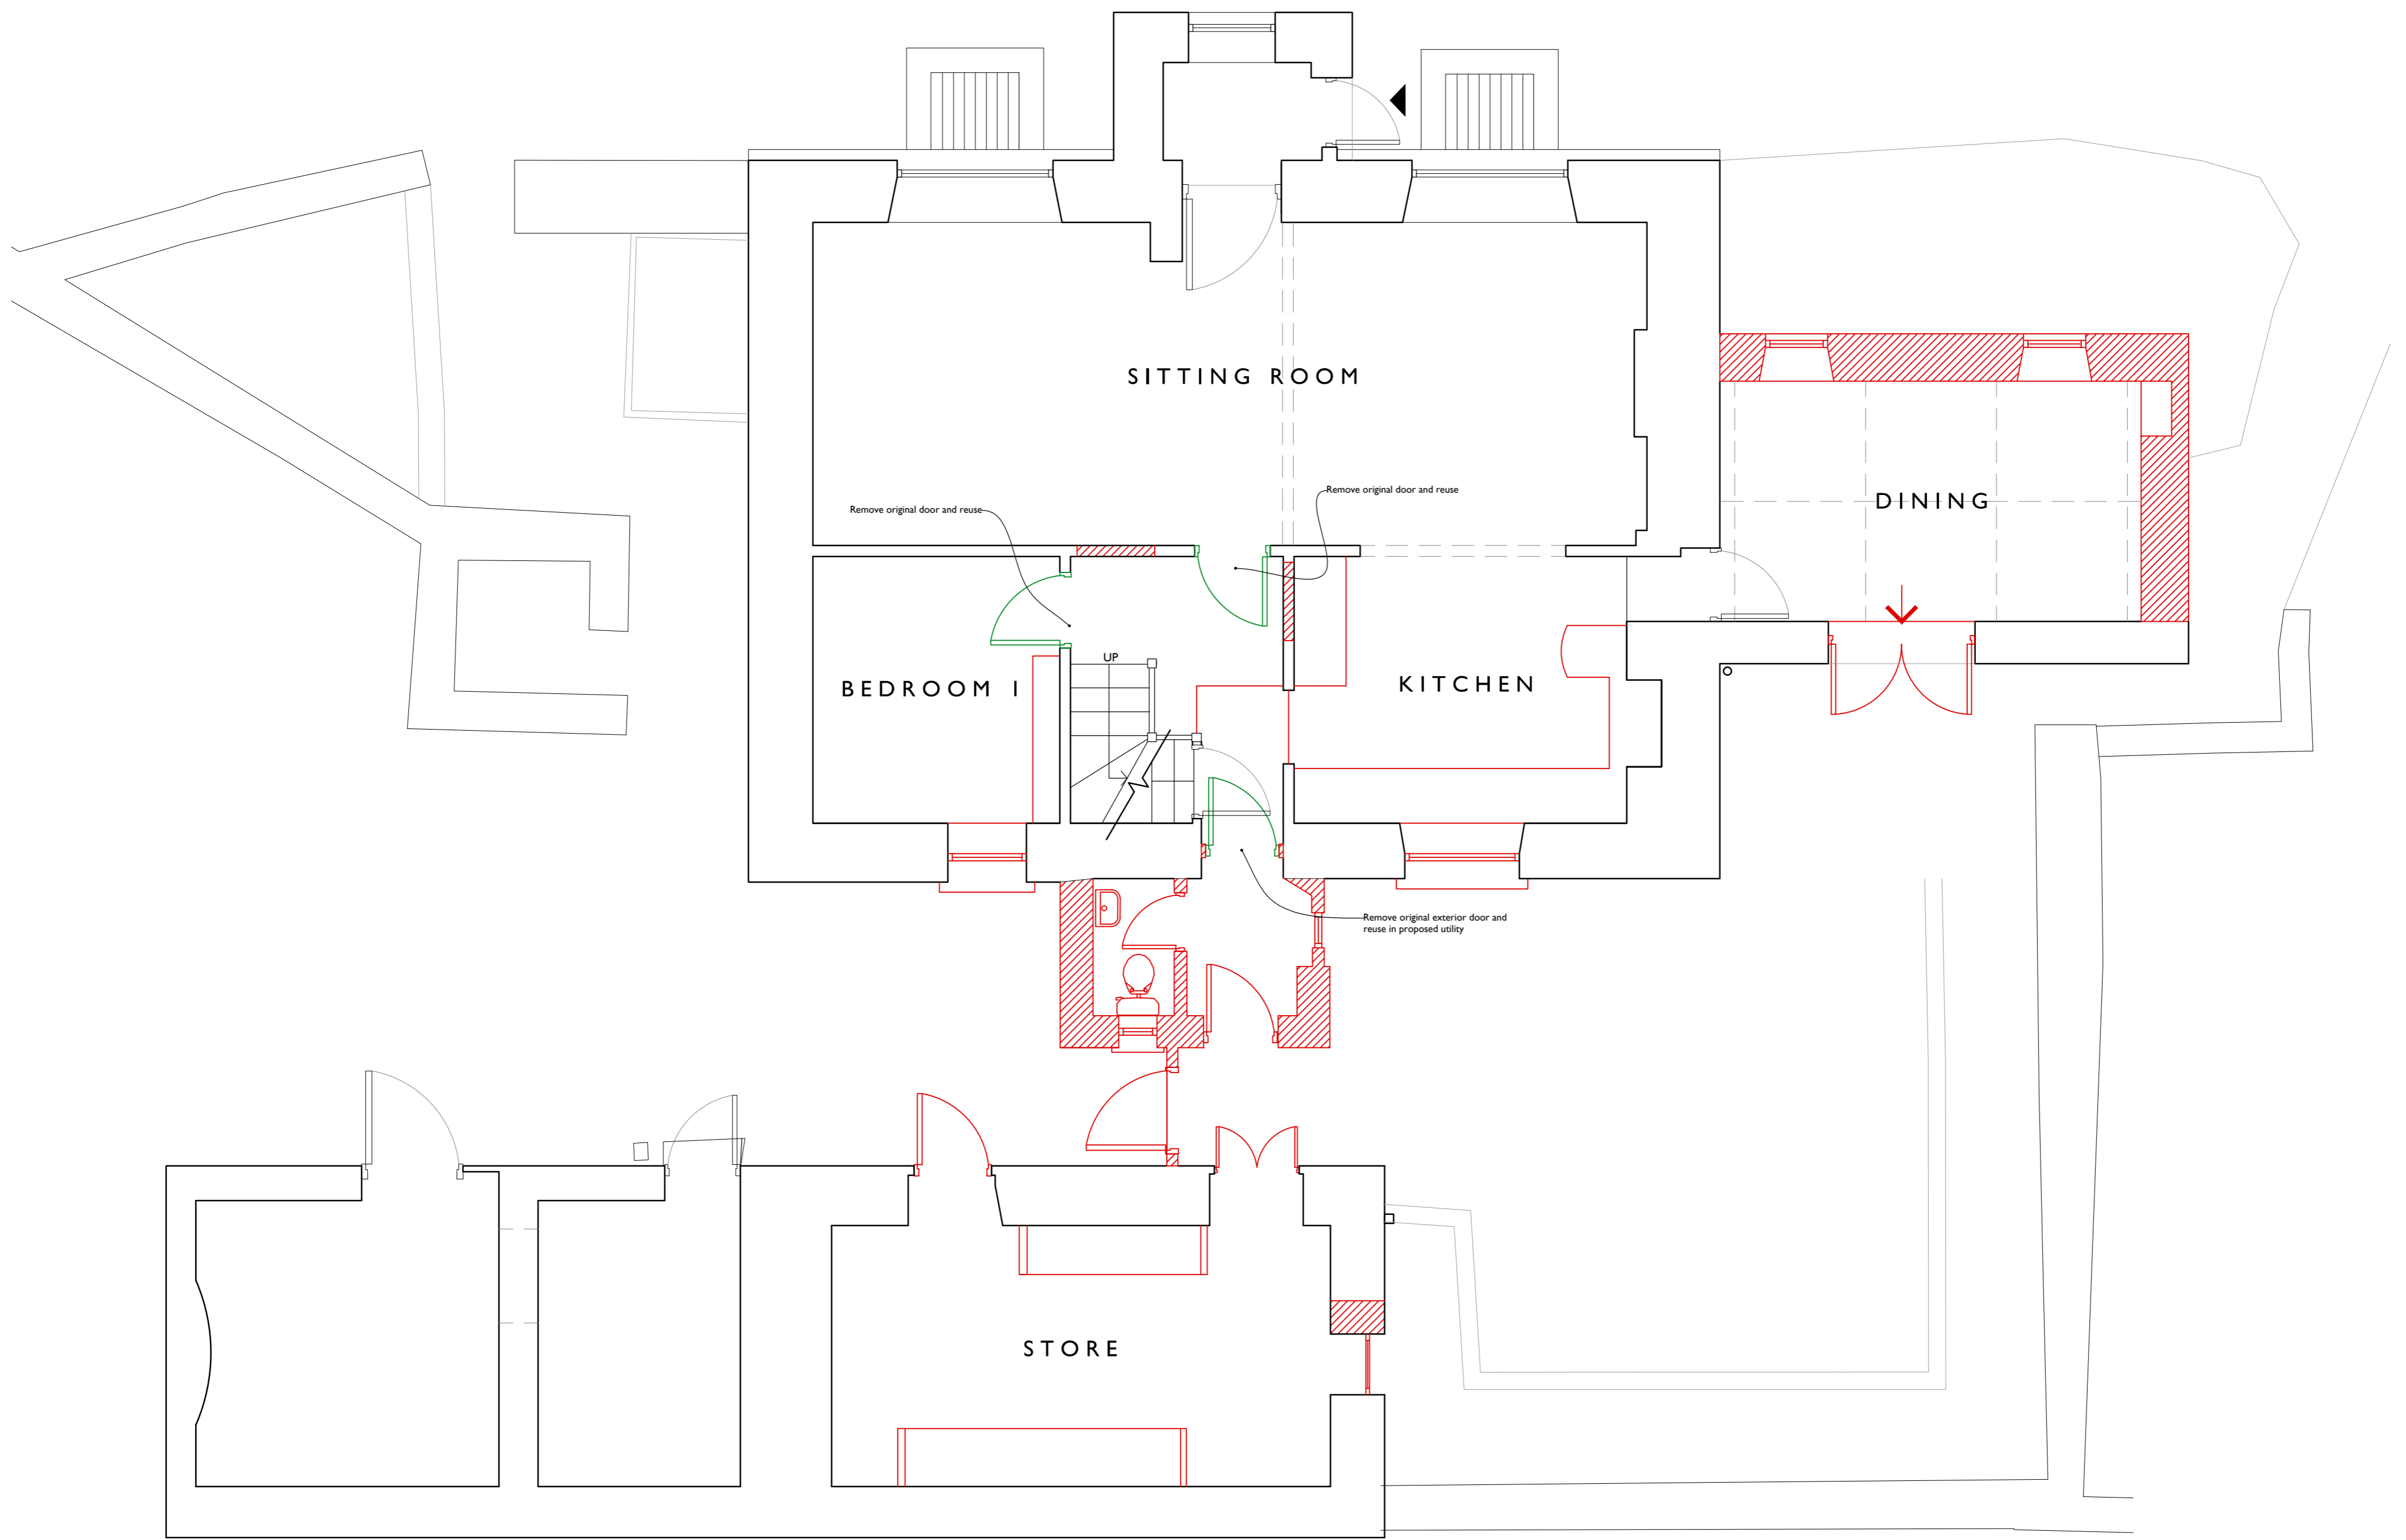 SITTING ROOM
Remove original door and reuse
DINING
Remove original door and reuse
UP
KITCHEN
BEDROOM 1
Remove original exterior door and
reuse in proposed utility
STORE